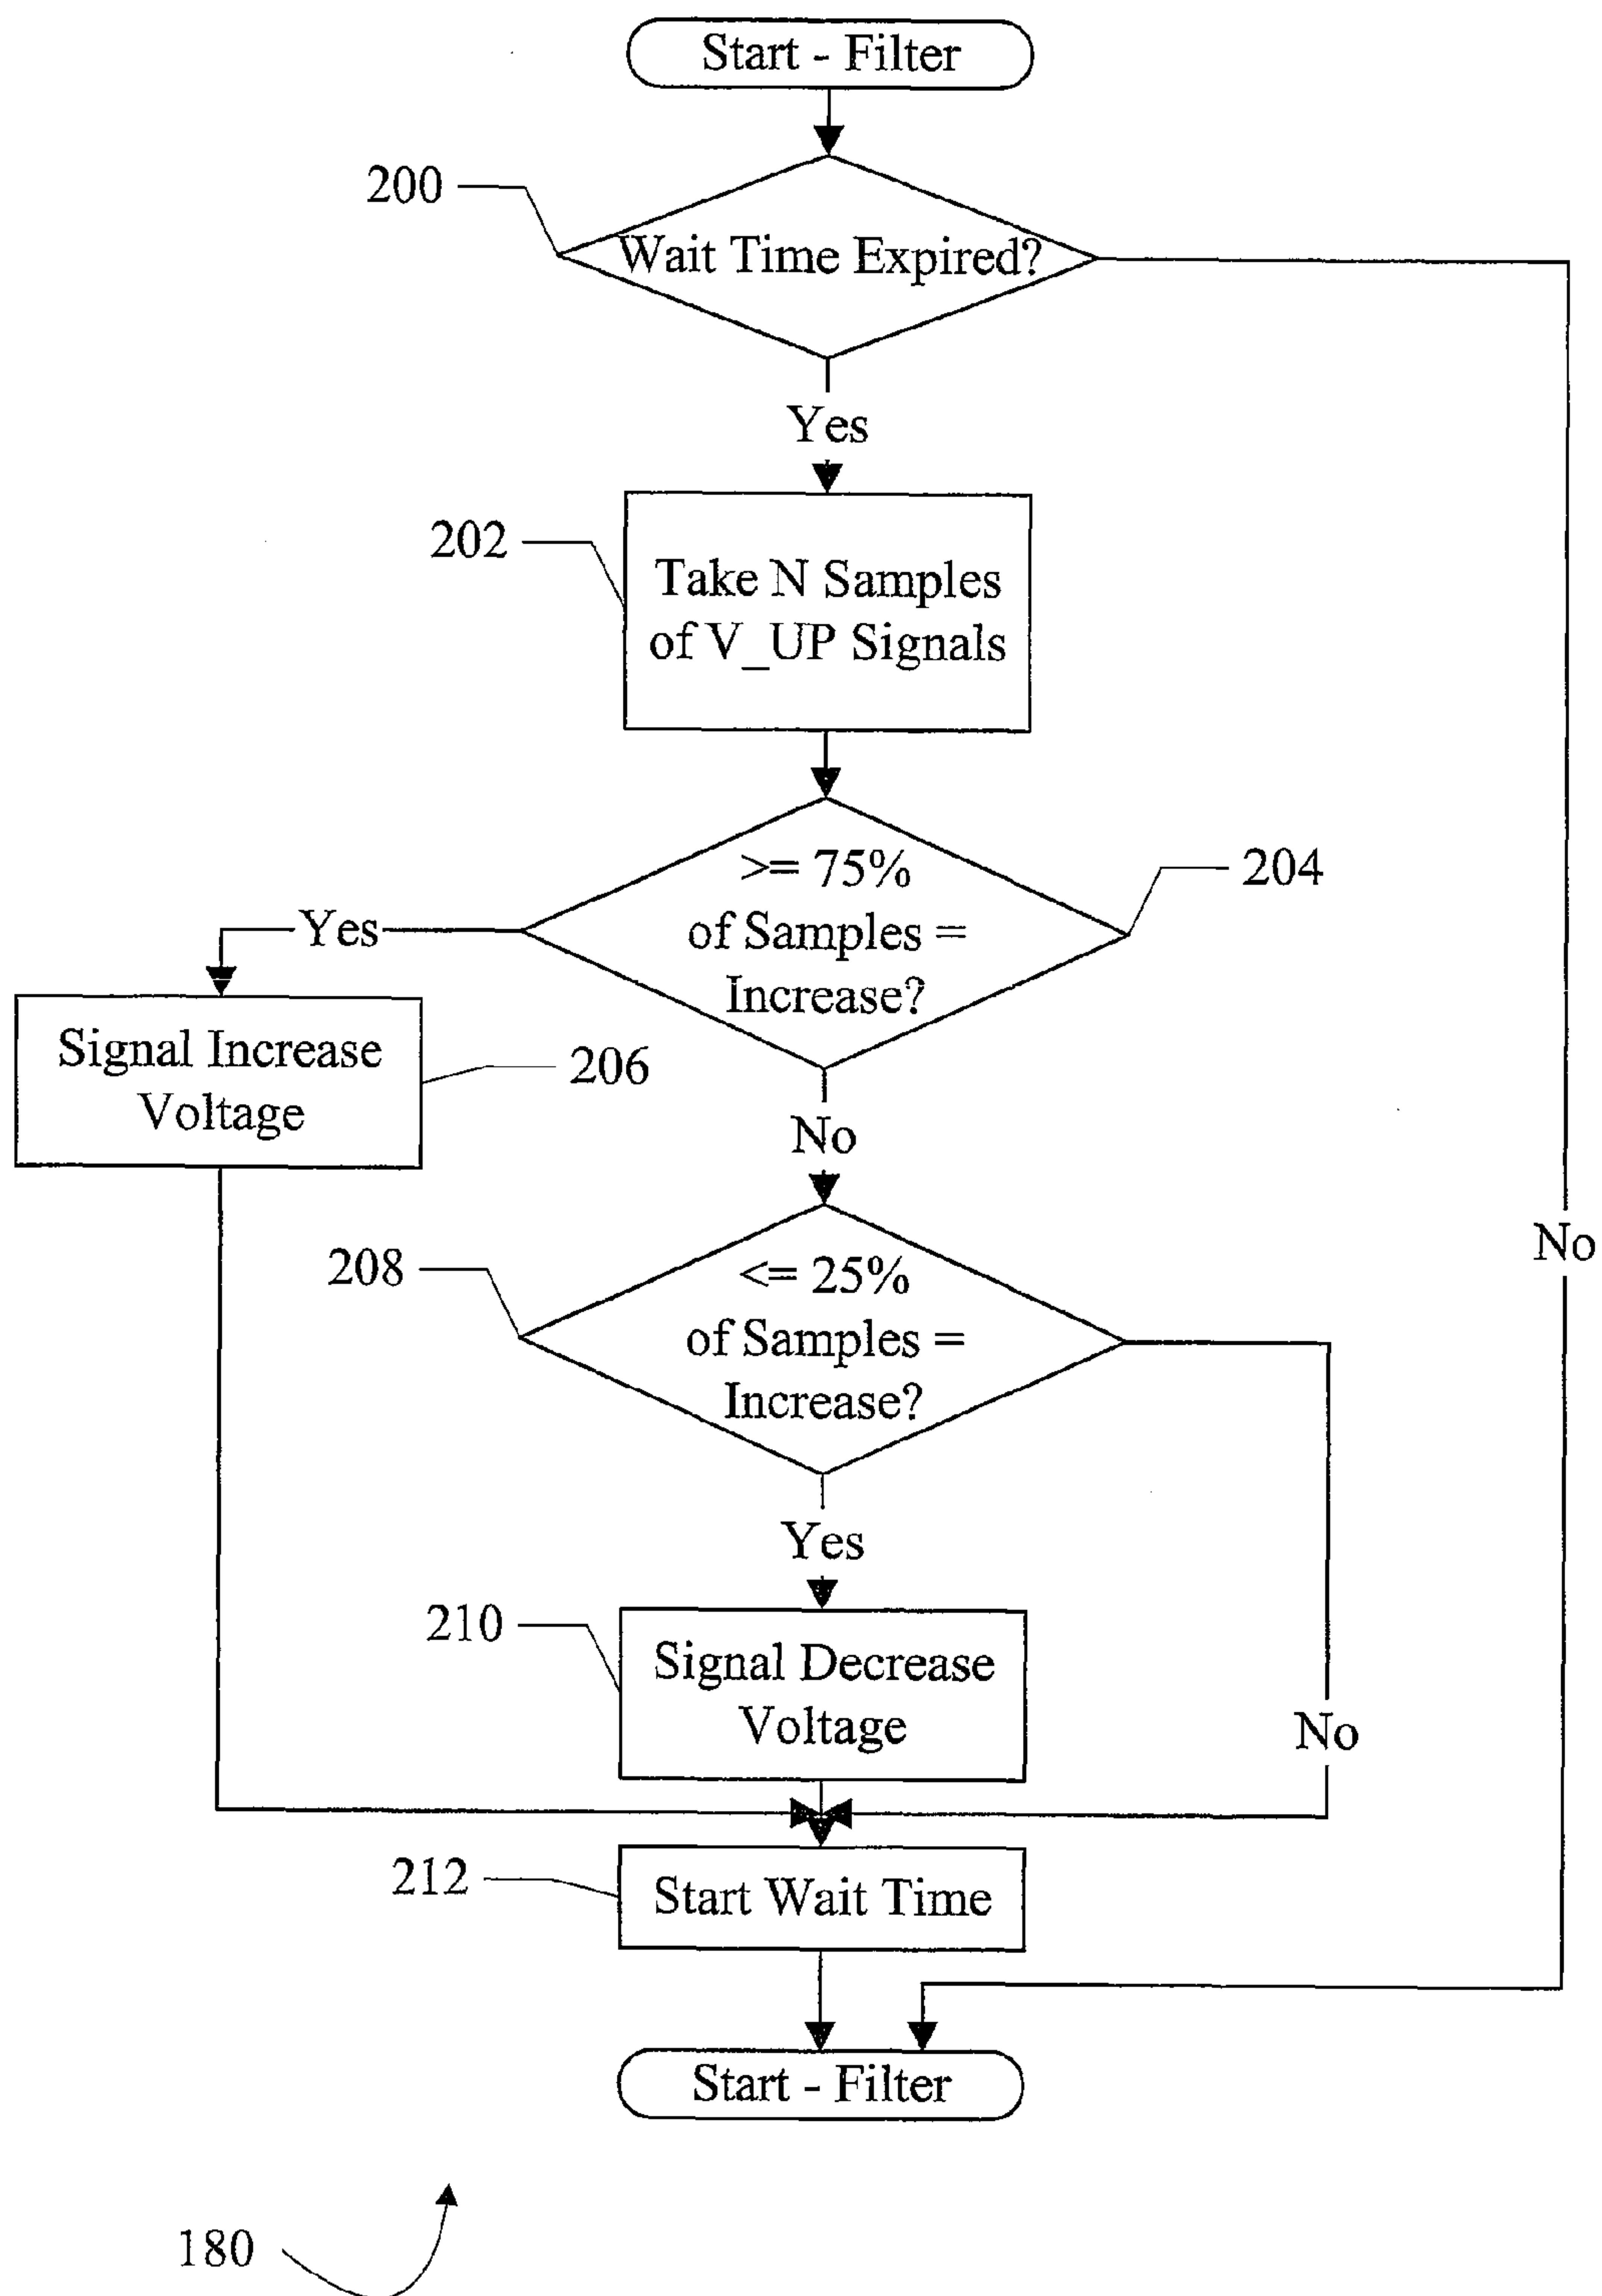 Start - Filter
200
Wait Time Expired?
Yes
202
Take N Samples
of V_UP Signals
>= 75%
of Samples =
Increase?
204
Yes
Signal Increase
Voltage
206
No
208
<= 25%
of Samples =
Increase?
No
Yes
210
Signal Decrease
Voltage
No
212
Start Wait Time
Start - Filter
180